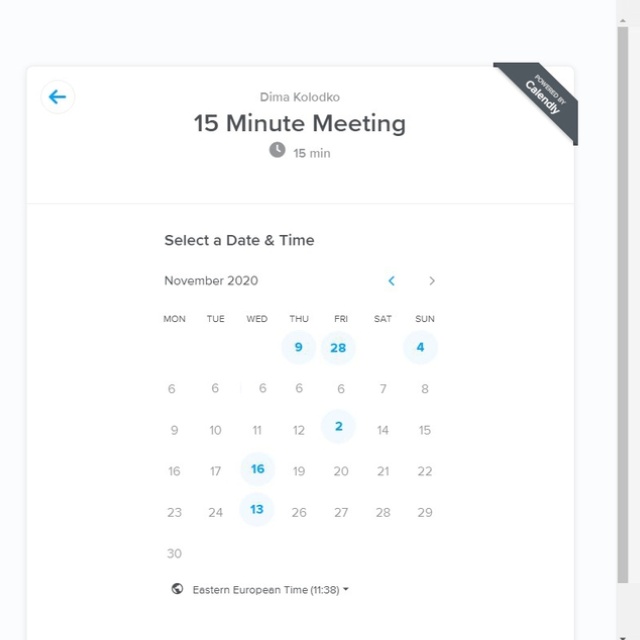 Dima Kolodko
POWERED BY
Calendly
15 Minute Meeting
15 min
Select a Date & Time
November 2020
MON TUE WED THU FRI SAT SUN
9 28 4
6 6 6 6 6 7 8
9 10 11 12 2 14 15
16 17 16 19 20 21 22
23 24 13 26 27 28 29
30
Eastern European Time (11:38)